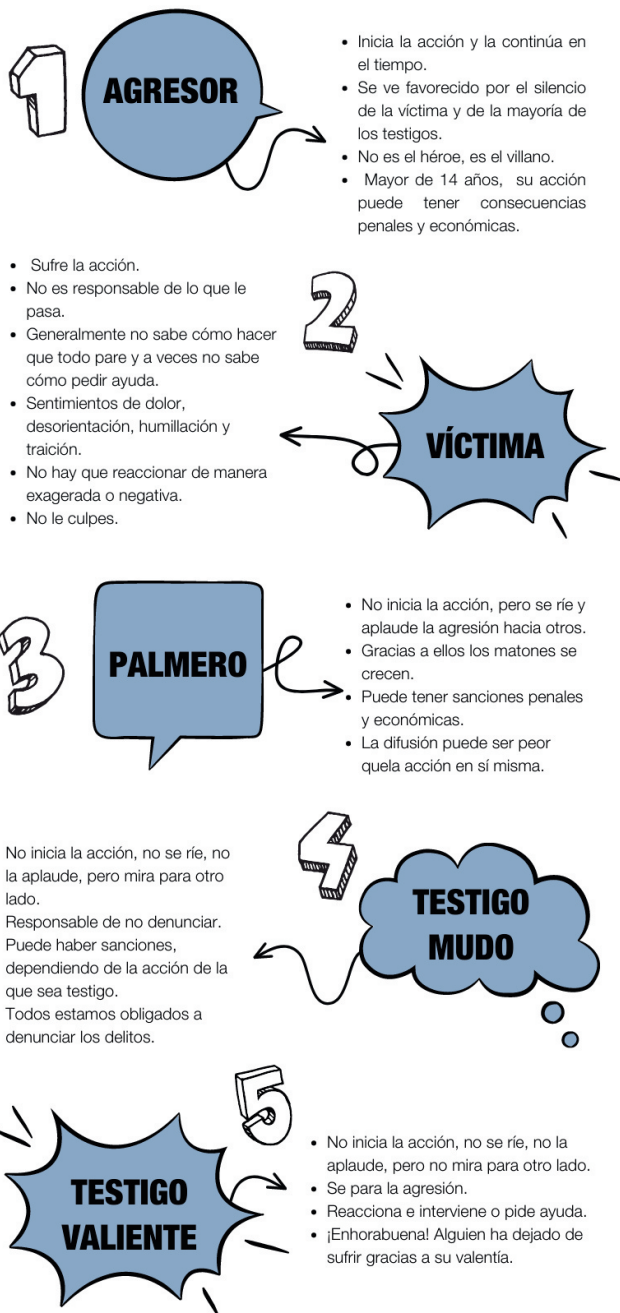 1
AGRESOR
• Inicia la acción y la continúa en
el tiempo.
• Se ve favorecido por el silencio
de la víctima y de la mayoría de
los testigos.
• No es el héroe, es el villano.
• Mayor de 14 años, su acción
puede tener consecuencias
penales y económicas.
2
VÍCTIMA
• Sufre la acción.
• No es responsable de lo que le
pasa.
• Generalmente no sabe cómo hacer
que todo pare y a veces no sabe
cómo pedir ayuda.
• Sentimientos de dolor,
desorientación, humillación y
traición.
• No hay que reaccionar de manera
exagerada o negativa.
• No le culpes.
3
PALMERO
• No inicia la acción, pero se ríe y
aplaude la agresión hacia otros.
• Gracias a ellos los matones se
crecen.
• Puede tener sanciones penales
y económicas.
• La difusión puede ser peor
quela acción en sí misma.
4
TESTIGO
MUDO
No inicia la acción, no se ríe, no
la aplaude, pero mira para otro
lado.
Responsable de no denunciar.
Puede haber sanciones,
dependiendo de la acción de la
que sea testigo.
Todos estamos obligados a
denunciar los delitos.
5
TESTIGO
VALIENTE
• No inicia la acción, no se ríe, no la
aplaude, pero no mira para otro lado.
• Se para la agresión.
• Reacciona e interviene o pide ayuda.
• ¡Enhorabuena! Alguien ha dejado de
sufrir gracias a su valentía.